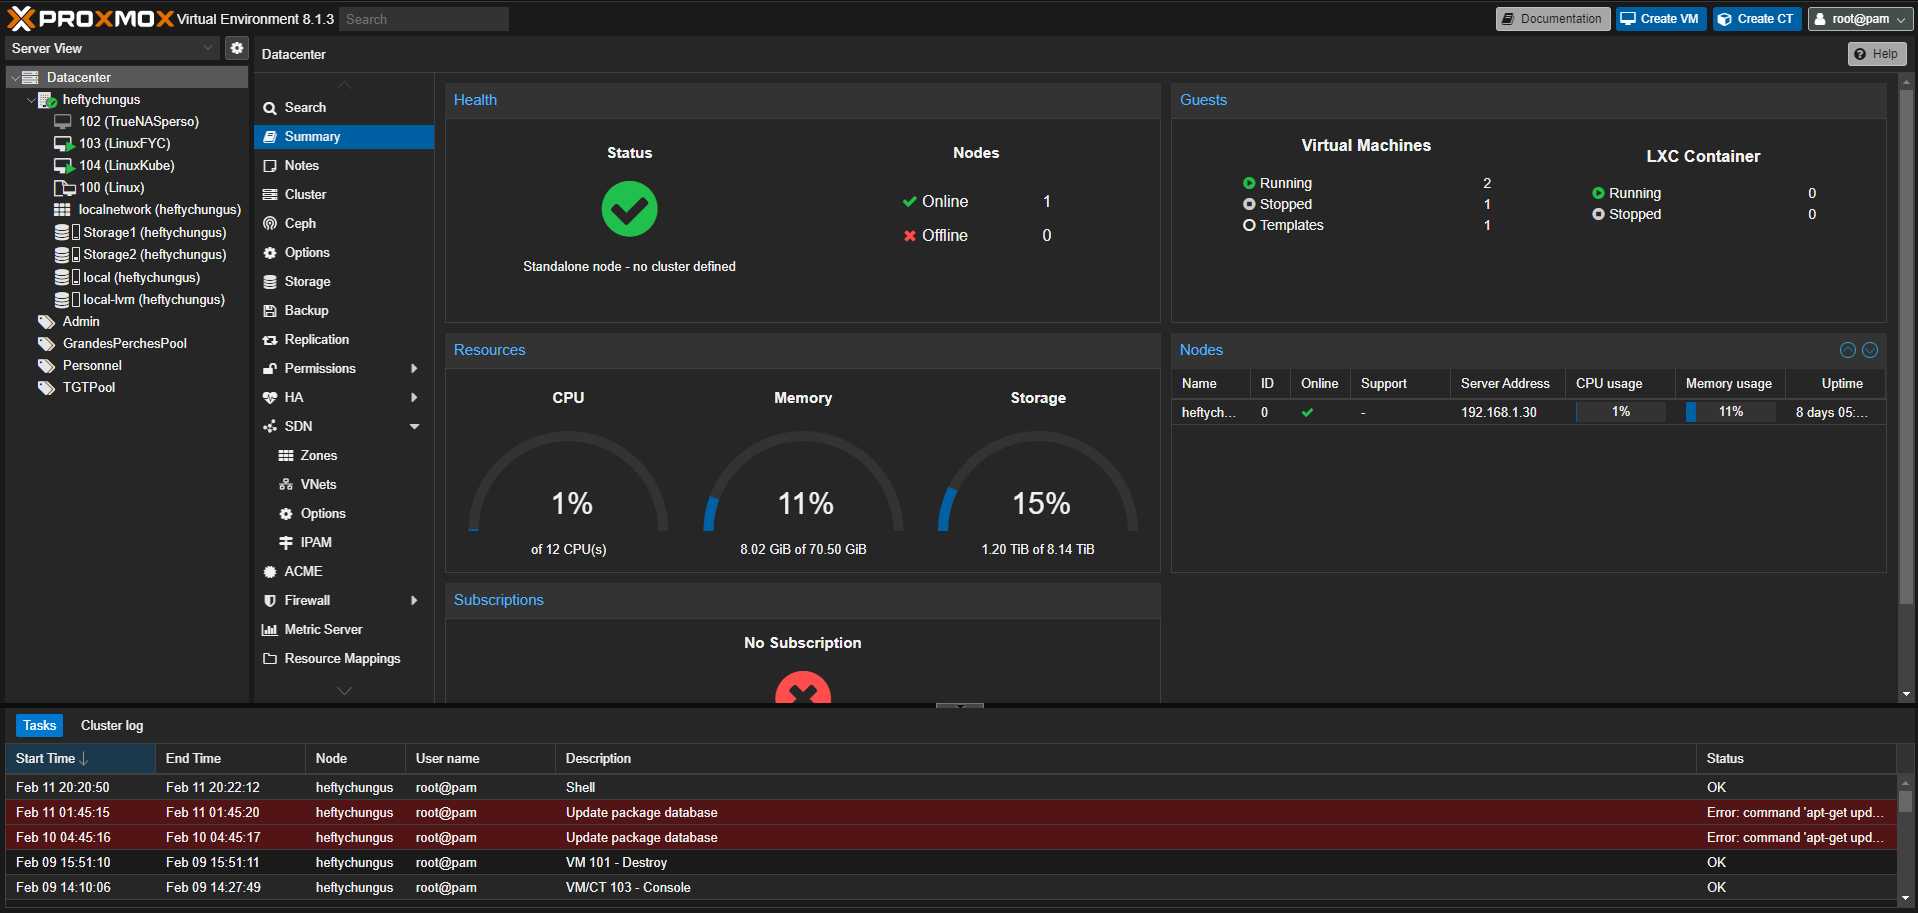 PROXMOX Virtual Environment 8.1.3 Search Documentation Create VM Create CT root@pam
Server View
Datacenter
heftychungus
102 (TrueNASperso)
103 (LinuxFYC)
104 (LinuxKube)
100 (Linux)
localnetwork (heftychungus)
Storage1 (heftychungus)
Storage2 (heftychungus)
local (heftychungus)
local-lvm (heftychungus)
Admin
GrandesPerchesPool
Personnel
TGTPool
Datacenter Help
Search
Summary
Notes
Cluster
Ceph
Options
Storage
Backup
Replication
Permissions
HA
SDN
Zones
VNets
Options
IPAM
ACME
Firewall
Metric Server
Resource Mappings
Health
Status Nodes
Online 1
Offline 0
Standalone node - no cluster defined
Guests
Virtual Machines
Running 2
Stopped 1
Templates 1
LXC Container
Running 0
Stopped 0
Resources
CPU Memory Storage
1% 11% 15%
of 12 CPU(s) 8.02 GiB of 70.50 GiB 1.20 TiB of 8.14 TiB
Nodes
Name ID Online Support Server Address CPU usage Memory usage Uptime
heftych... 0 - 192.168.1.30 1% 11% 8 days 05:...
Subscriptions
No Subscription
Tasks Cluster log
Start Time End Time Node User name Description Status
Feb 11 20:20:50 Feb 11 20:22:12 heftychungus root@pam Shell OK
Feb 11 01:45:15 Feb 11 01:45:20 heftychungus root@pam Update package database Error: command 'apt-get upd...
Feb 10 04:45:16 Feb 10 04:45:17 heftychungus root@pam Update package database Error: command 'apt-get upd...
Feb 09 15:51:10 Feb 09 15:51:11 heftychungus root@pam VM 101 - Destroy OK
Feb 09 14:10:06 Feb 09 14:27:49 heftychungus root@pam VM/CT 103 - Console OK